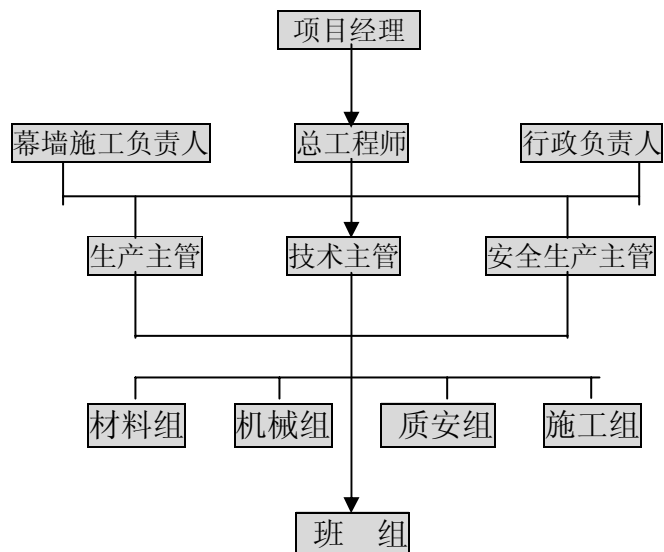 项目经理
幕墙施工负责人 总工程师 行政负责人
生产主管 技术主管 安全生产主管
材料组 机械组 质安组 施工组
班 组